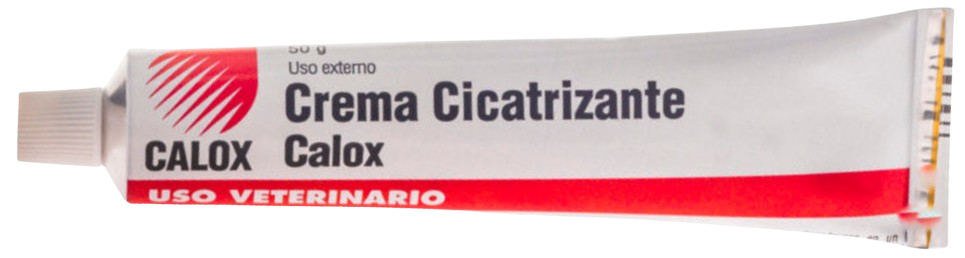 50 g
Uso externo
Crema Cicatrizante
Calox
CALOX
USO VETERINARIO